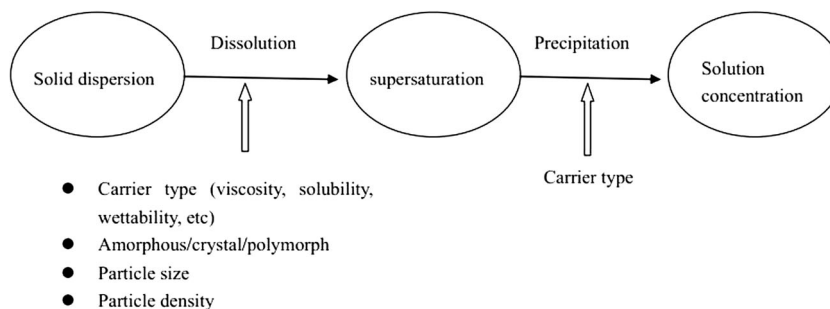 Dissolution
Precipitation
Solid dispersion
supersaturation
Solution
concentration
Carrier type
● Carrier type (viscosity, solubility,
wettability, etc)
● Amorphous/crystal/polymorph
● Particle size
● Particle density